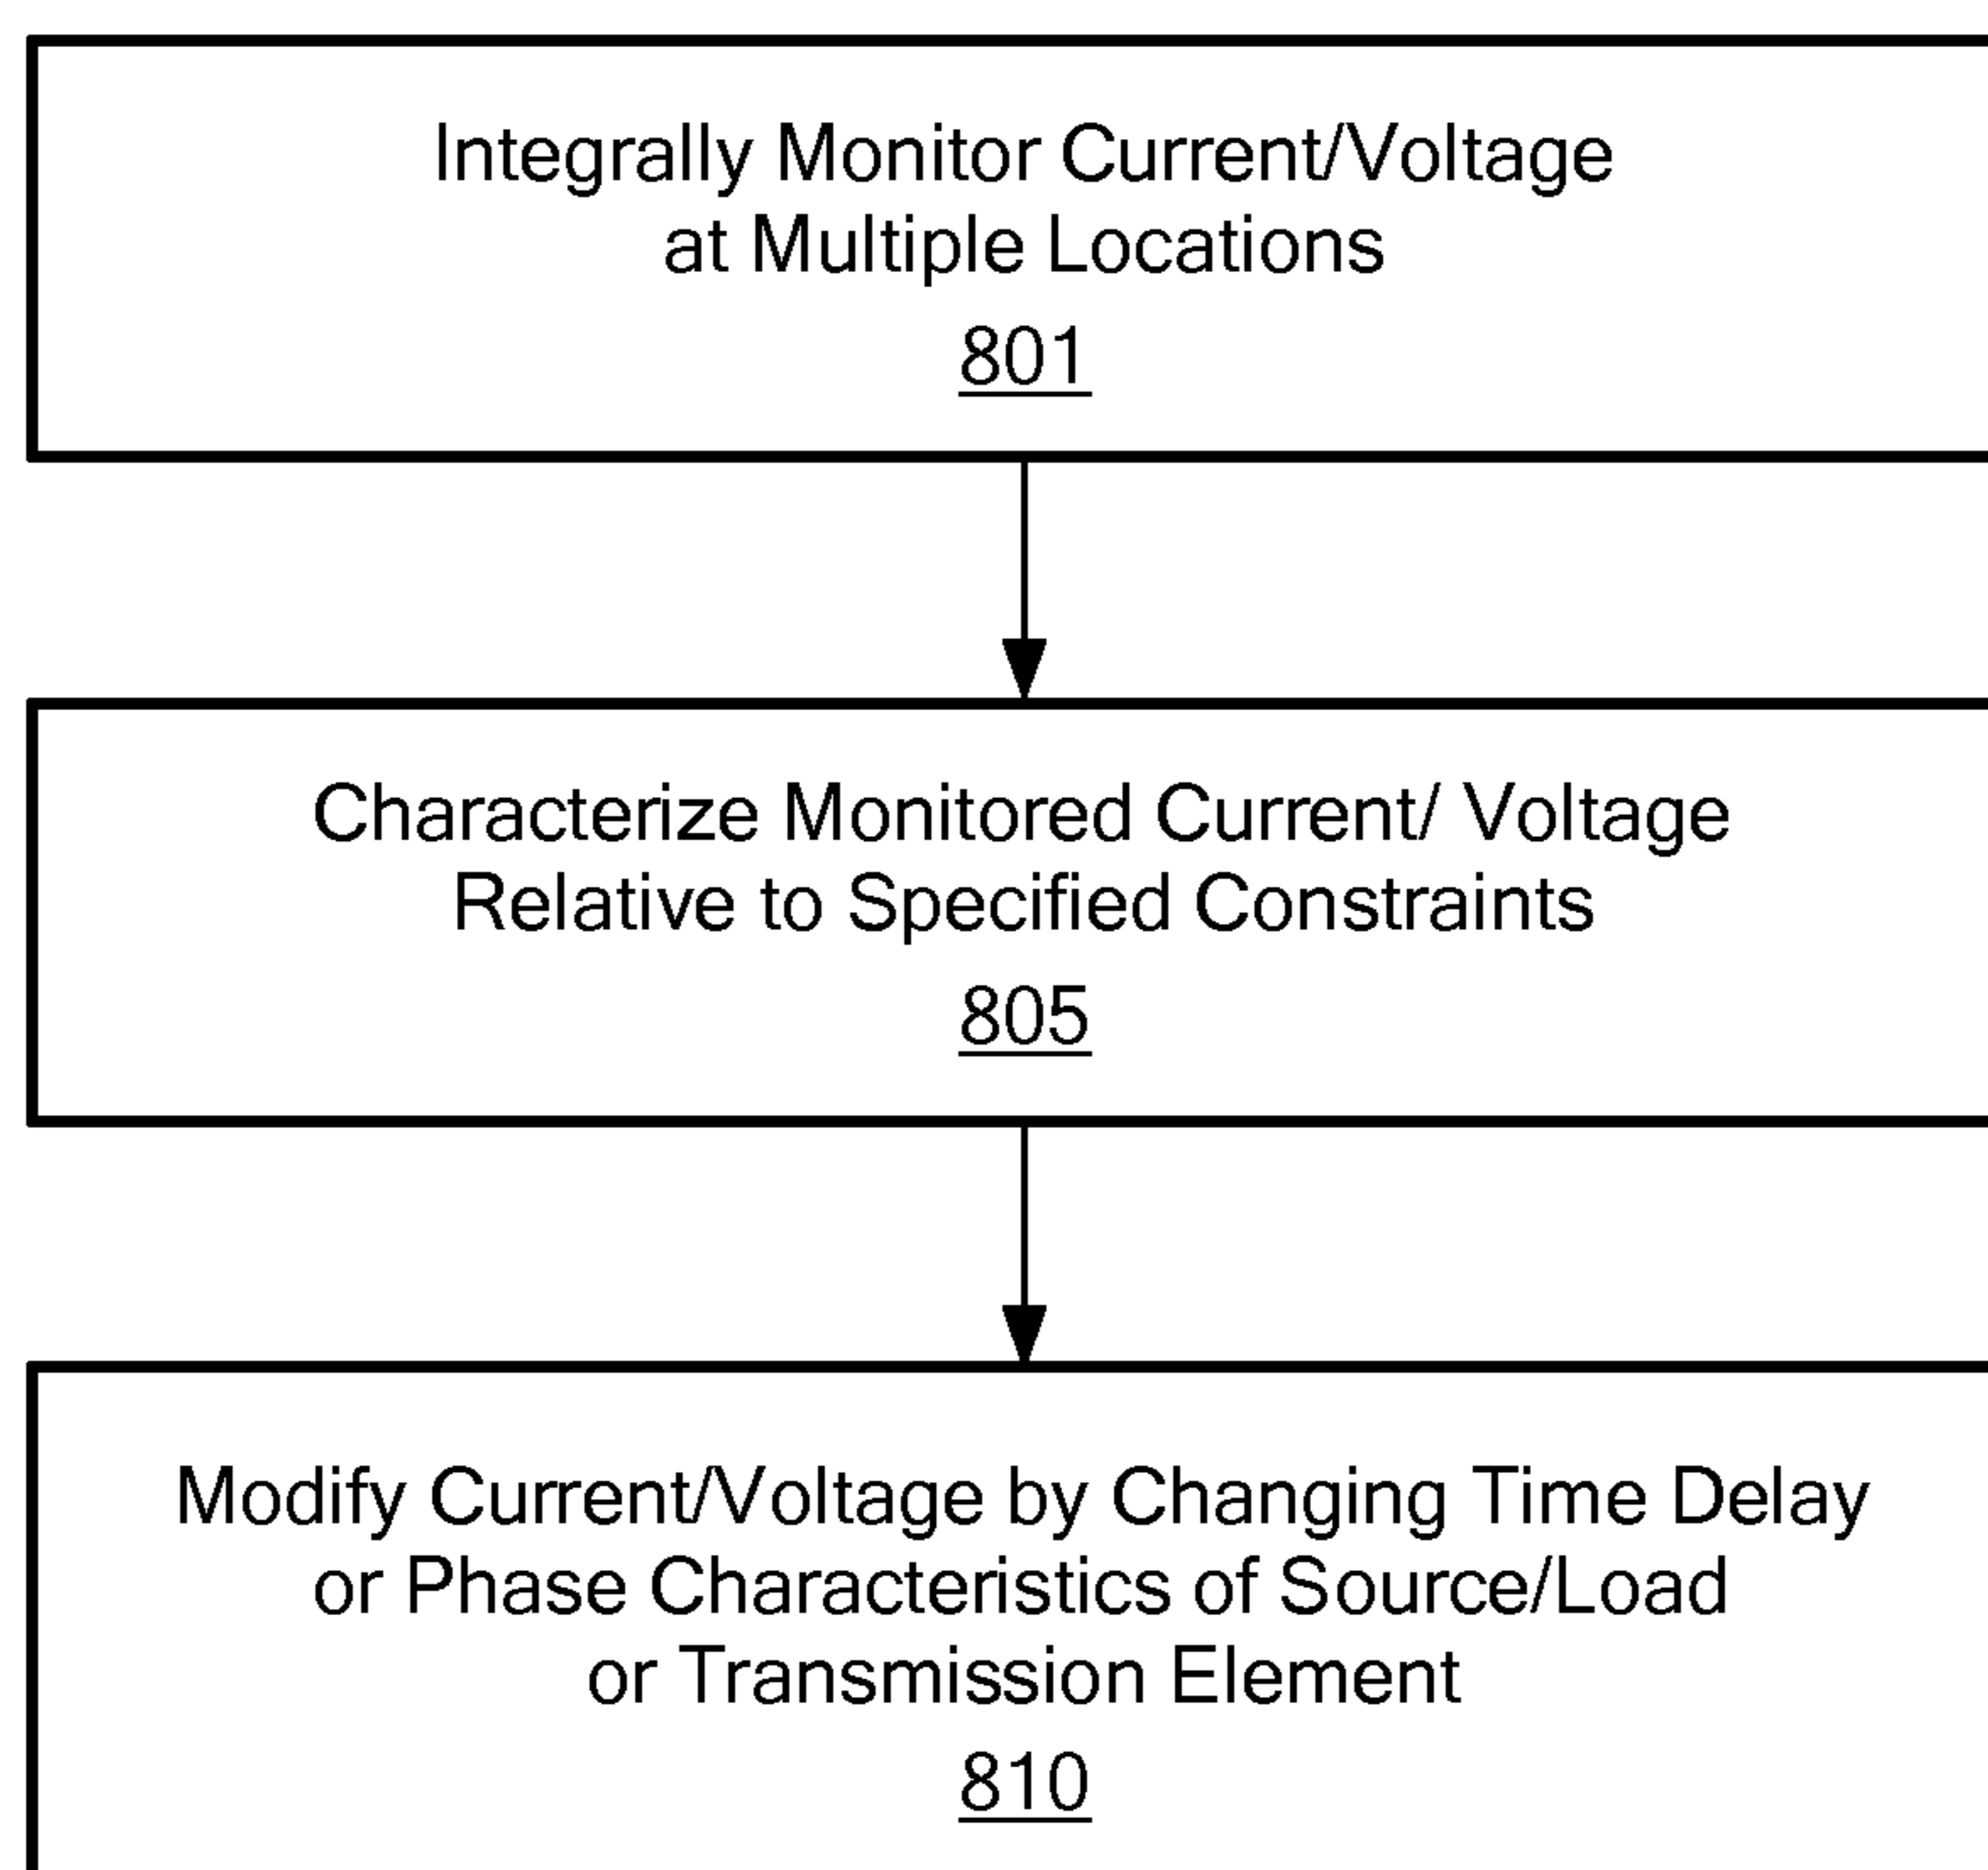 Integrally Monitor Current/Voltage
at Multiple Locations
801
Characterize Monitored Current/ Voltage
Relative to Specified Constraints
805
Modify Current/Voltage by Changing Time Delay
or Phase Characteristics of Source/Load
or Transmission Element
810